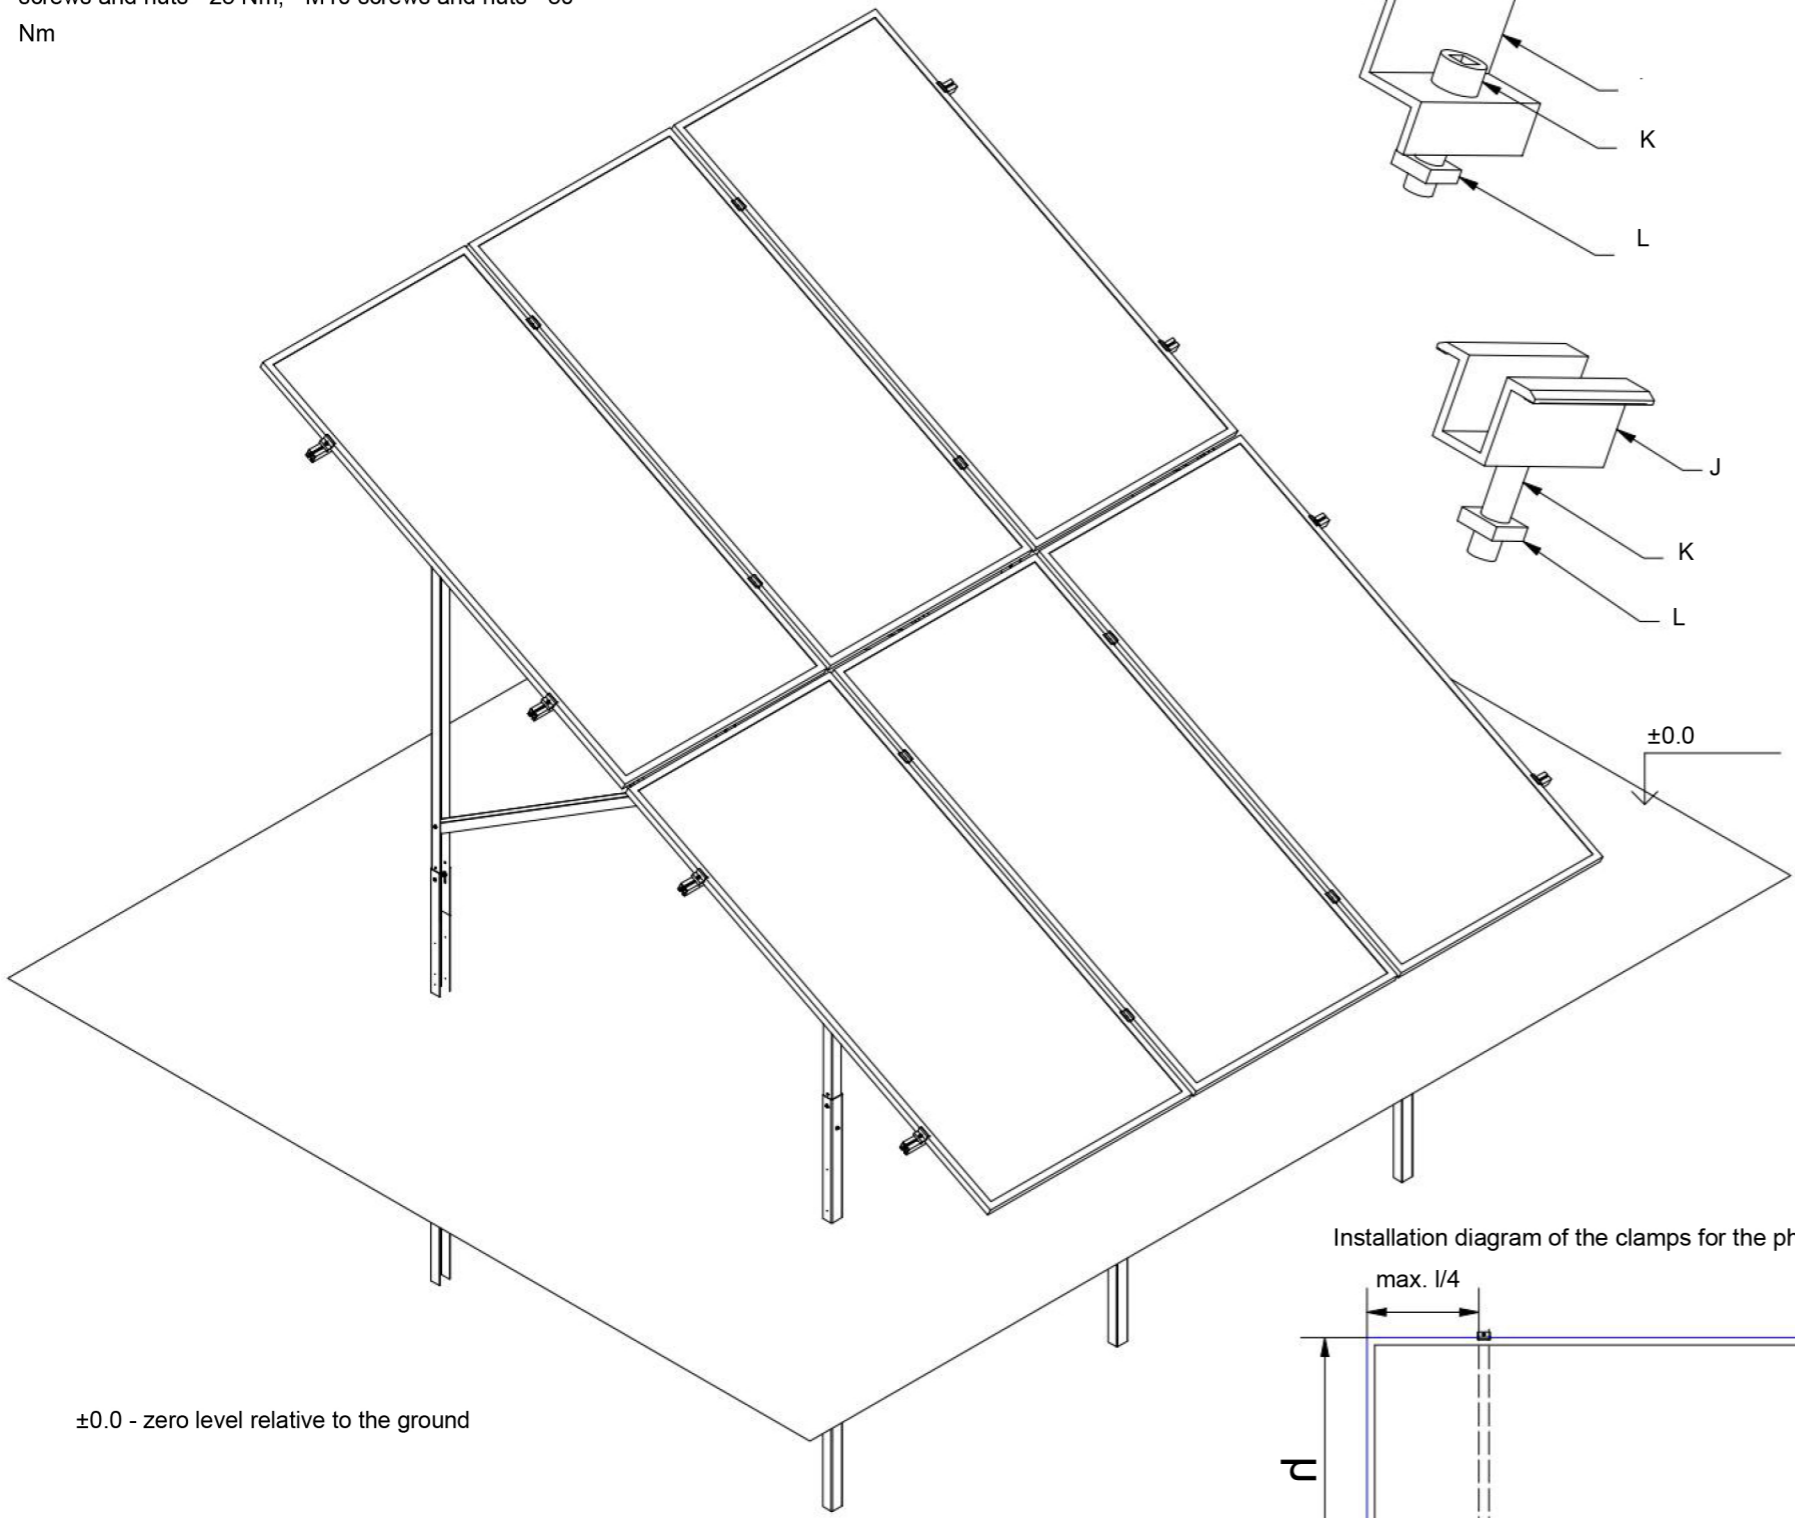 Nm
K
L
J
K
L
±0.0
Installation diagram of the clamps for the
max. l/4
h
±0.0 - zero level relative to the ground